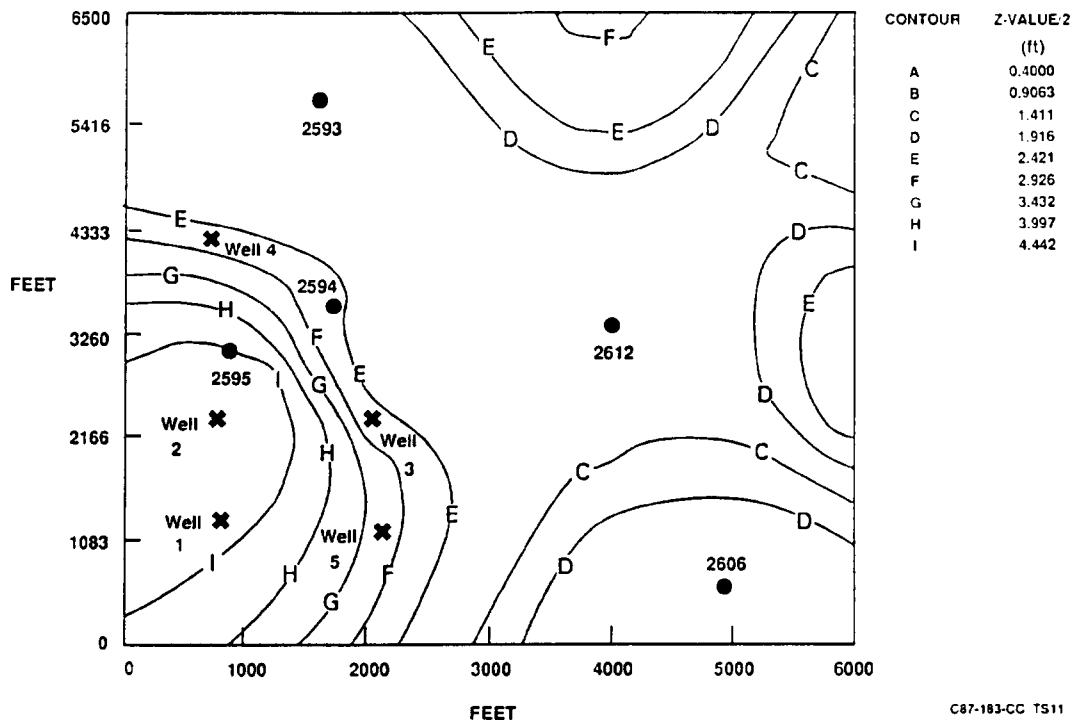 6500
5416
4333
3260
2166
1083
0
FEET
0 1000 2000 3000 4000 5000 6000
FEET
CONTOUR Z-VALUE/2
(ft)
A 0.4000
B 0.9063
C 1.411
D 1.916
E 2.421
F 2.926
G 3.432
H 3.997
I 4.442
F
E
C
2593
D
E
D
C
E
Well 4
D
G
2594
E
H
F
2595
2612
I
G
E
D
Well
2
Well
3
H
C
C
Well
1
Well
5
E
D
I
H
F
D
2606
G
C87-183-CC TS11